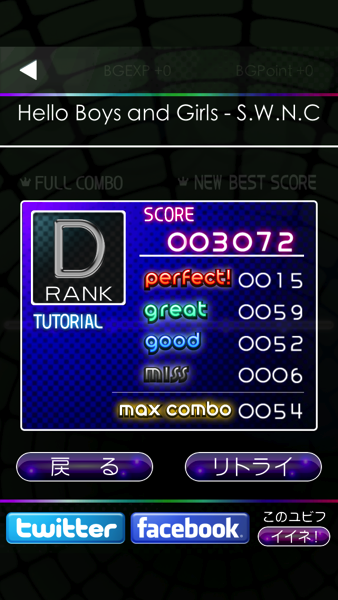 BGEXP +0 BGPoint+0
Hello Boys and Girls - S.W.N.C
FULL COMBO NEW BEST SCORE
D
RANK
TUTORIAL
SCORE
003072
perfect! 0015
great 0059
good 0052
miss 0006
max combo 0054
戻る リトライ
twitter facebook
このユビフ
イイネ!